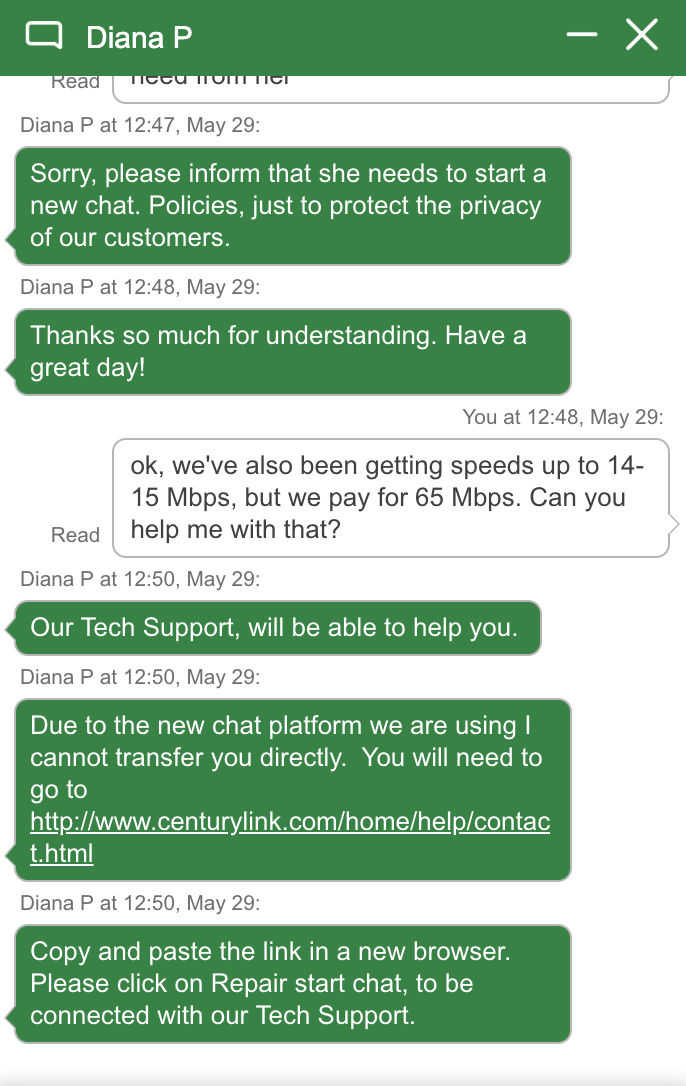 Diana P
Read
need from her
Diana P at 12:47, May 29:
Sorry, please inform that she needs to start a
new chat. Policies, just to protect the privacy
of our customers.
Diana P at 12:48, May 29:
Thanks so much for understanding. Have a
great day!
You at 12:48, May 29:
ok, we've also been getting speeds up to 14-
15 Mbps, but we pay for 65 Mbps. Can you
help me with that?
Read
Diana P at 12:50, May 29:
Our Tech Support, will be able to help you.
Diana P at 12:50, May 29:
Due to the new chat platform we are using I
cannot transfer you directly.  You will need to
go to
http://www.centurylink.com/home/help/contac
t.html
Diana P at 12:50, May 29:
Copy and paste the link in a new browser.
Please click on Repair start chat, to be
connected with our Tech Support.